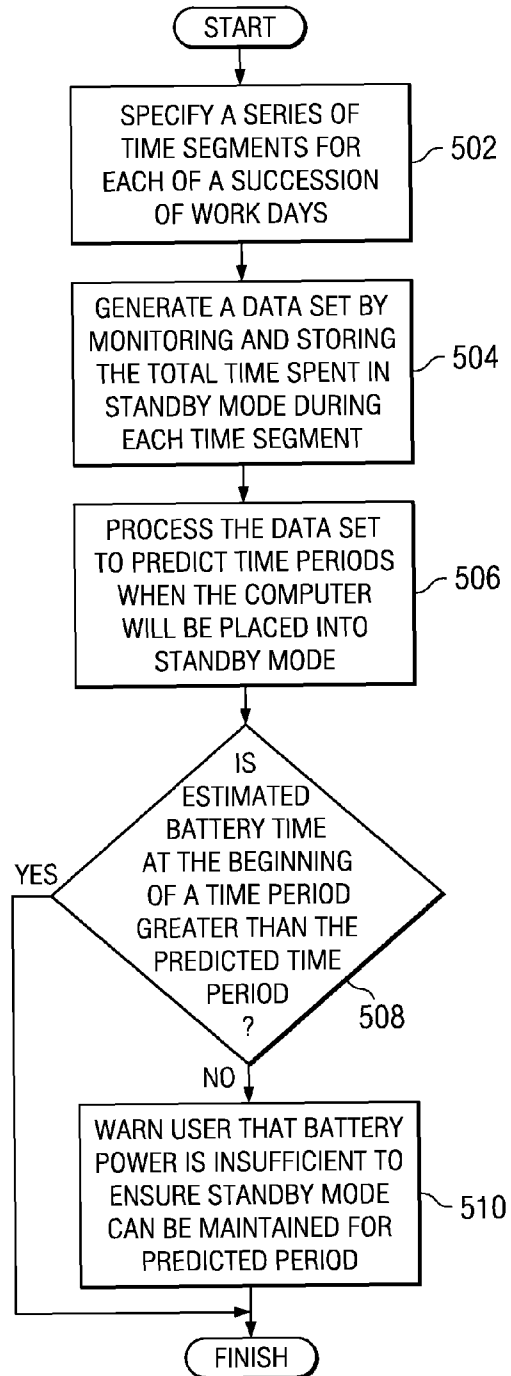 START
SPECIFY A SERIES OF
TIME SEGMENTS FOR
EACH OF A SUCCESSION
OF WORK DAYS
502
GENERATE A DATA SET BY
MONITORING AND STORING
THE TOTAL TIME SPENT IN
STANDBY MODE DURING
EACH TIME SEGMENT
504
PROCESS THE DATA SET
TO PREDICT TIME PERIODS
WHEN THE COMPUTER
WILL BE PLACED INTO
STANDBY MODE
506
IS
ESTIMATED
BATTERY TIME
AT THE BEGINNING
OF A TIME PERIOD
GREATER THAN THE
PREDICTED TIME
PERIOD
?
508
YES
NO
WARN USER THAT BATTERY
POWER IS INSUFFICIENT TO
ENSURE STANDBY MODE
CAN BE MAINTAINED FOR
PREDICTED PERIOD
510
FINISH